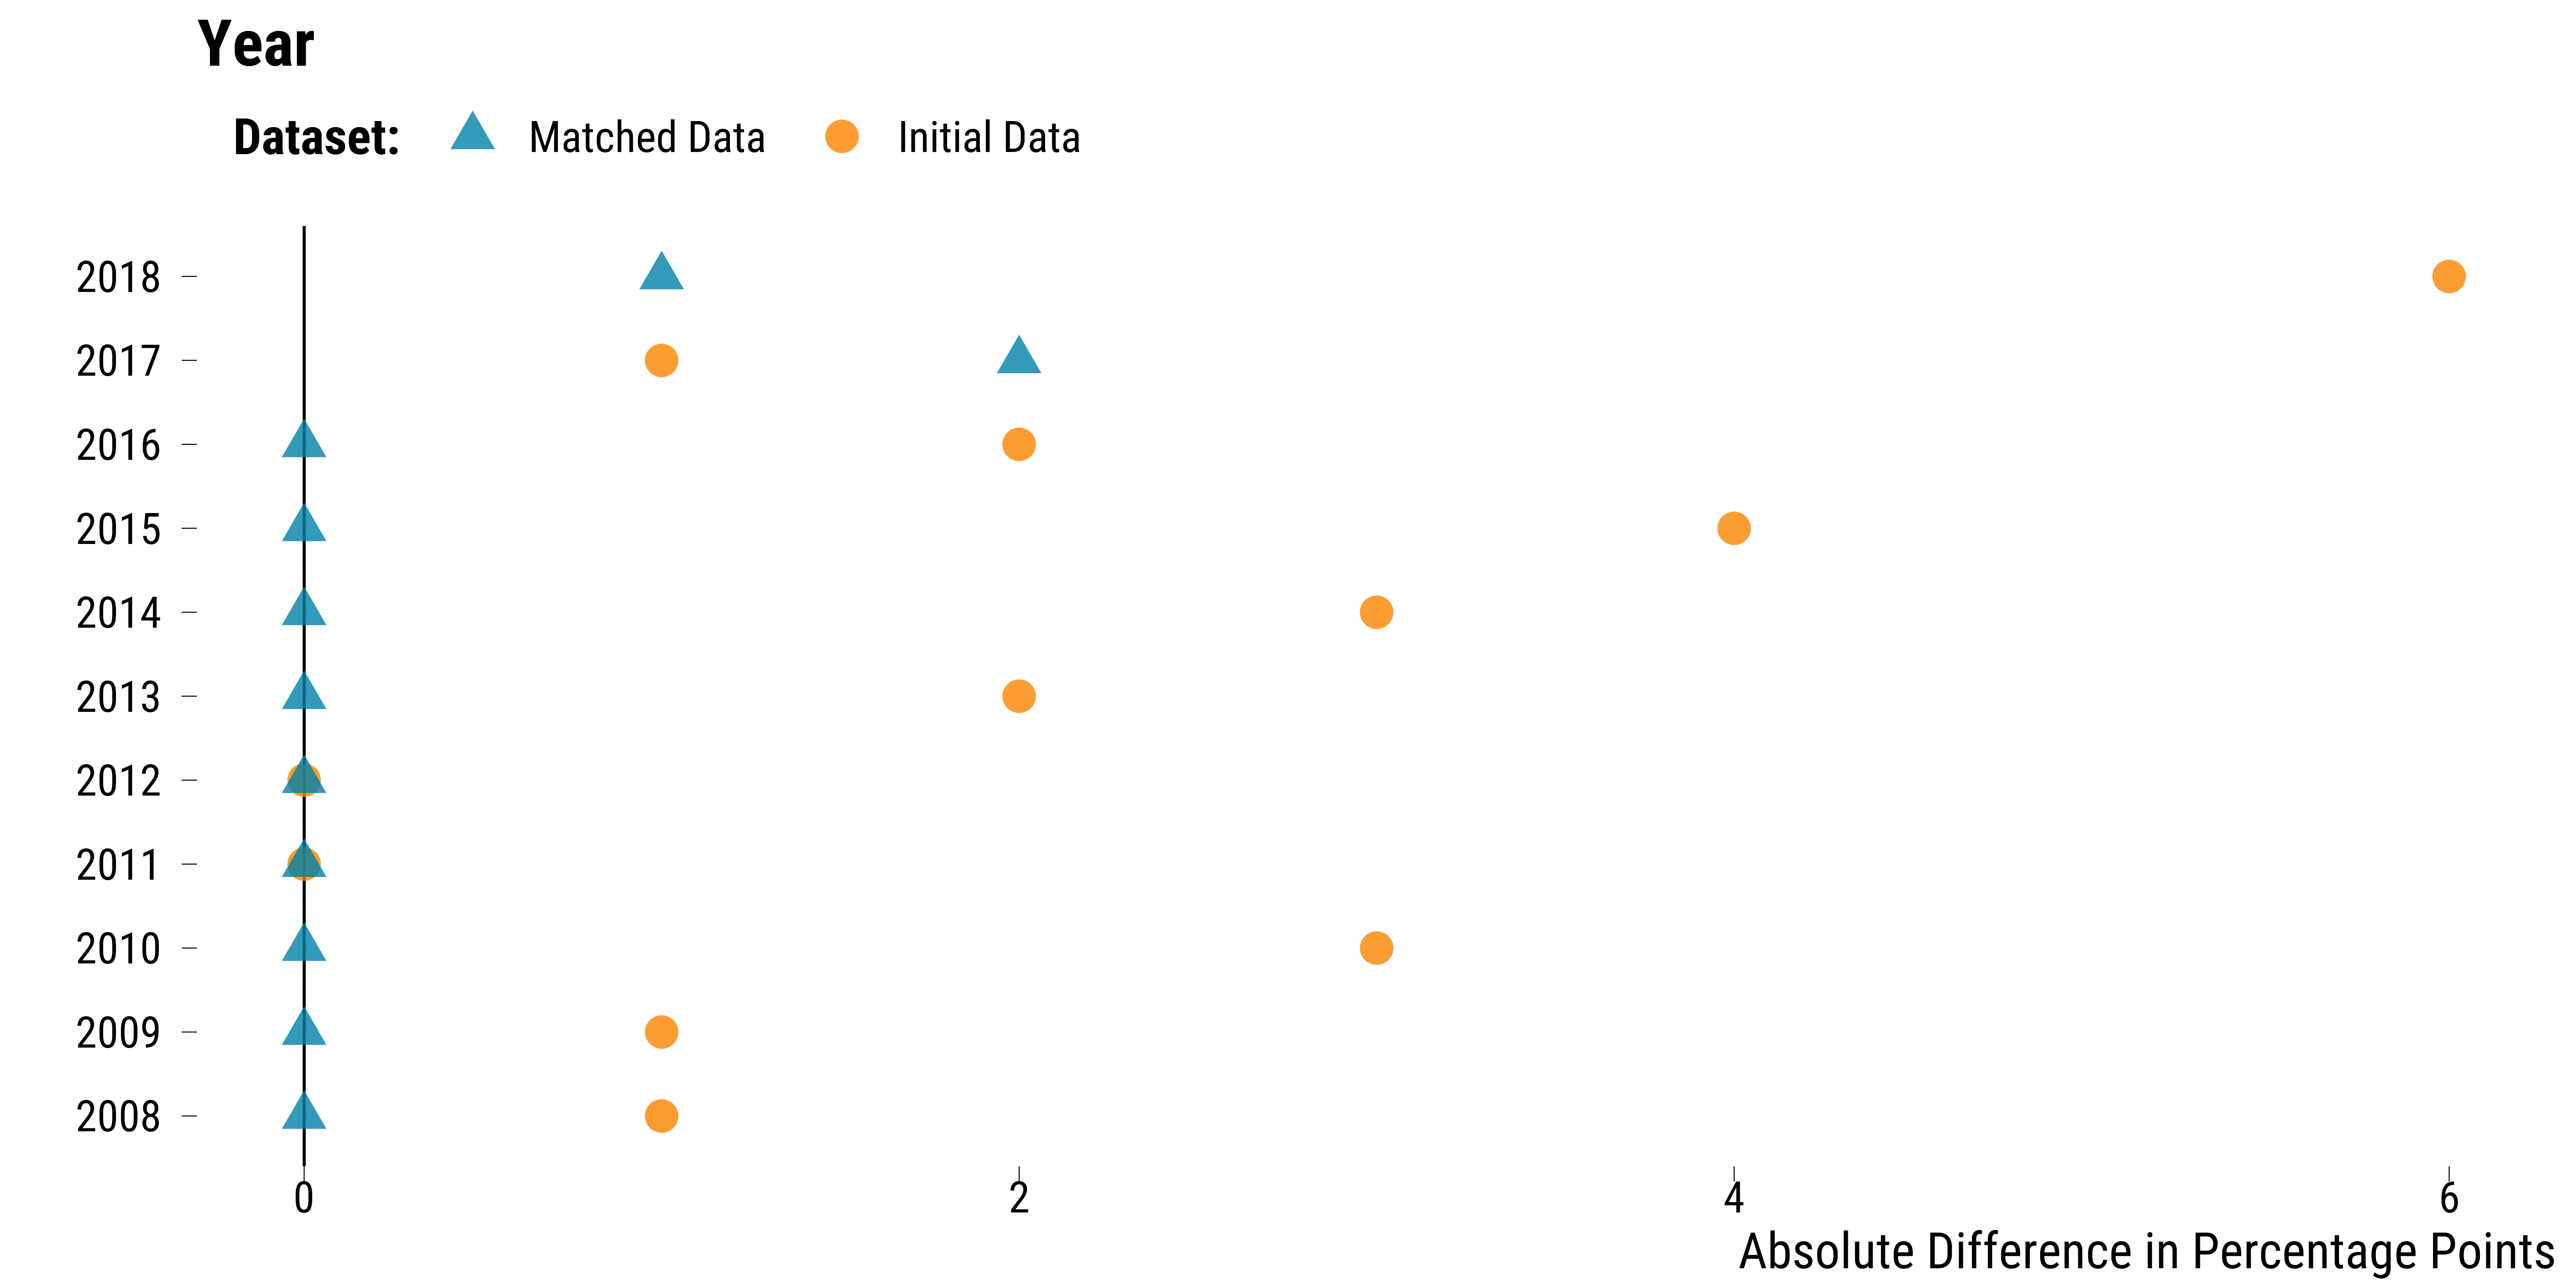 Year
Dataset: Matched Data Initial Data
2018
2017
2016
2015
2014
2013
2012
2011
2010
2009
2008
0 2 4 6
Absolute Difference in Percentage Points